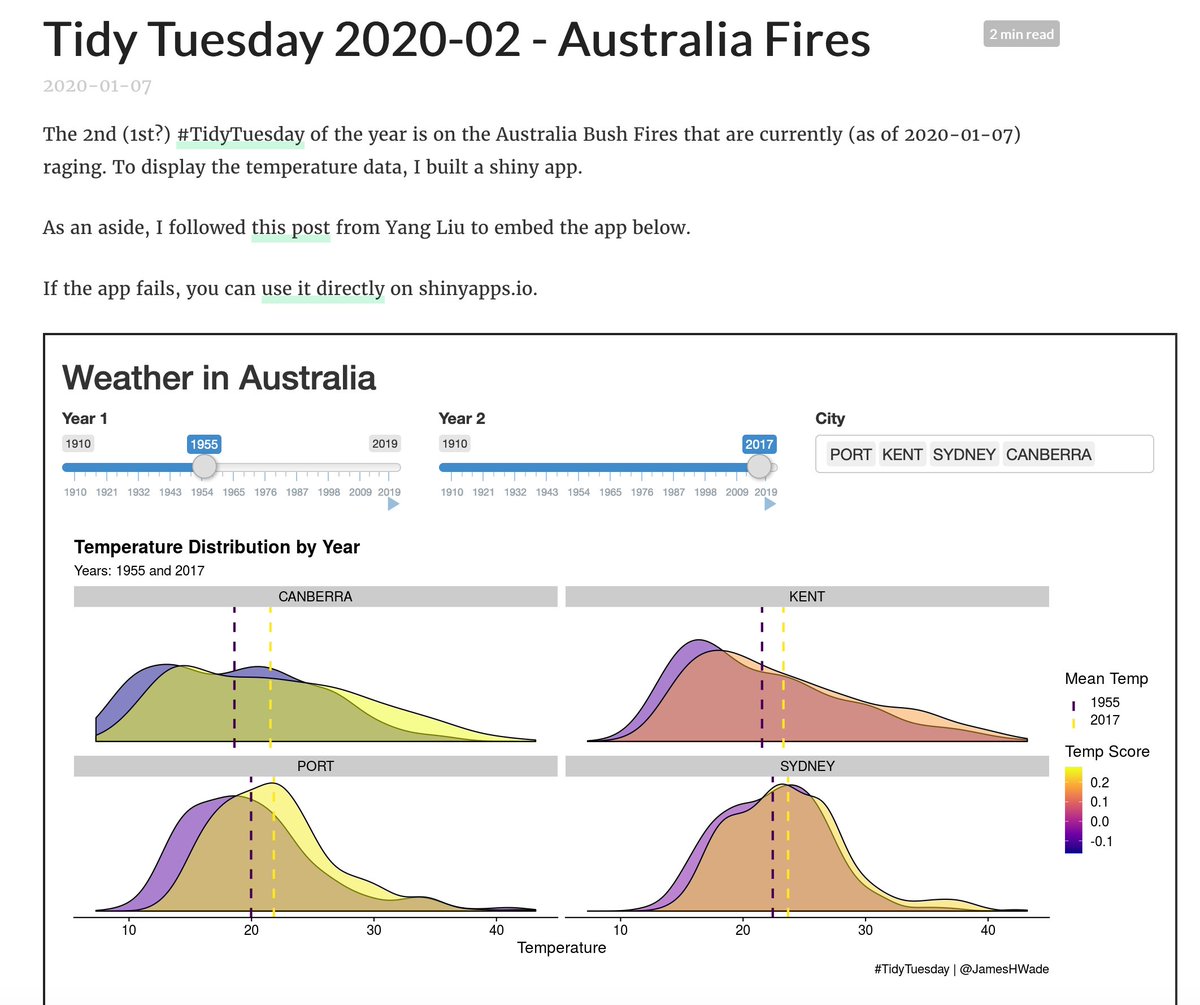 Tidy Tuesday 2020-02 - Australia Fires
2 min read
2020-01-07
The 2nd (1st?) #TidyTuesday of the year is on the Australia Bush Fires that are currently (as of 2020-01-07)
raging. To display the temperature data, I built a shiny app.
As an aside, I followed this post from Yang Liu to embed the app below.
If the app fails, you can use it directly on shinyapps.io.
Weather in Australia
Year 1
1910 1955 2019
1910 1921 1932 1943 1954 1965 1976 1987 1998 2009 2019
Year 2
1910 2017
1910 1921 1932 1943 1954 1965 1976 1987 1998 2009 2019
City
PORT KENT SYDNEY CANBERRA
Temperature Distribution by Year
Years: 1955 and 2017
CANBERRA
KENT
PORT
SYDNEY
10 20 30 40
10 20 30 40
Temperature
Mean Temp
1955
2017
Temp Score
0.2
0.1
0.0
-0.1
#TidyTuesday | @JamesHWade